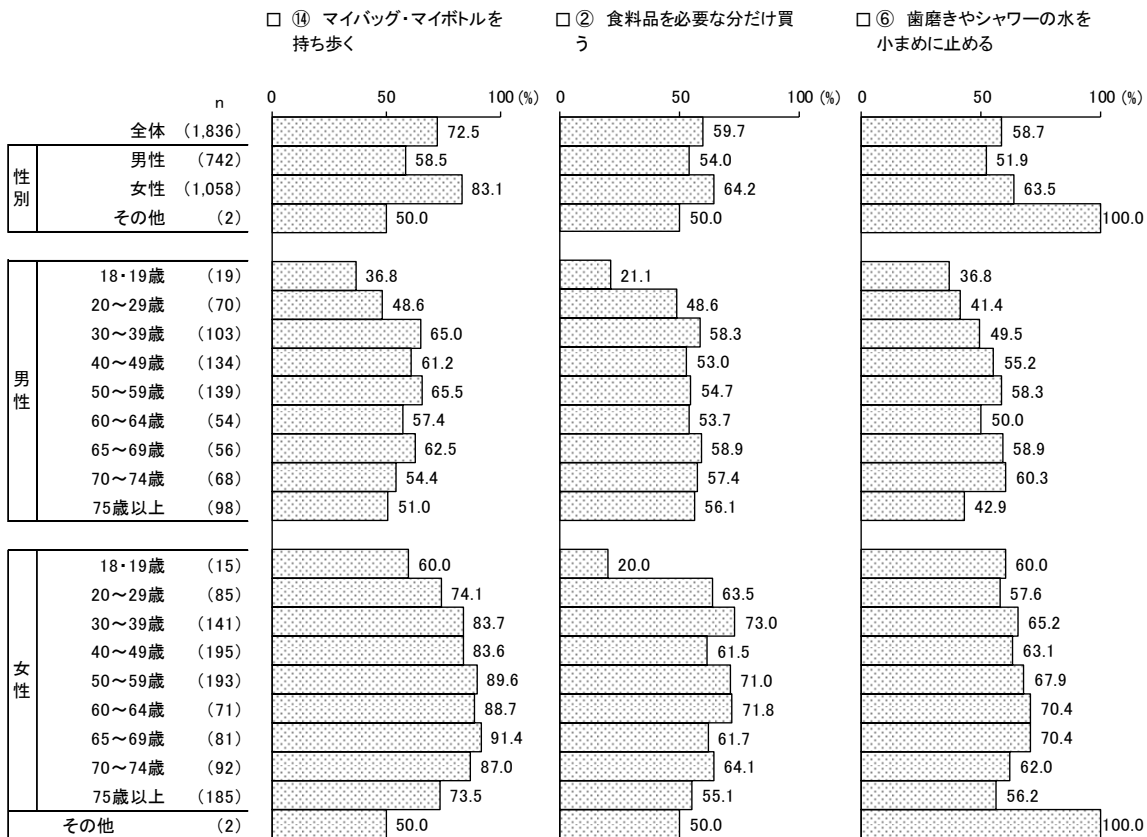 □ ⑭ マイバッグ・マイボトルを
持ち歩く
□ ② 食料品を必要な分だけ買
う
□ ⑥ 歯磨きやシャワーの水を
小まめに止める
n 0 50 100 (%) 0 50 100 (%) 0 50 100 (%)
全体 (1,836) 72.5 59.7 58.7
性別
男性 (742) 58.5 54.0 51.9
女性 (1,058) 83.1 64.2 63.5
その他 (2) 50.0 50.0 100.0
男性
18・19歳 (19) 36.8 21.1 36.8
20～29歳 (70) 48.6 48.6 41.4
30～39歳 (103) 65.0 58.3 49.5
40～49歳 (134) 61.2 53.0 55.2
50～59歳 (139) 65.5 54.7 58.3
60～64歳 (54) 57.4 53.7 50.0
65～69歳 (56) 62.5 58.9 58.9
70～74歳 (68) 54.4 57.4 60.3
75歳以上 (98) 51.0 56.1 42.9
女性
18・19歳 (15) 60.0 20.0 60.0
20～29歳 (85) 74.1 63.5 57.6
30～39歳 (141) 83.7 73.0 65.2
40～49歳 (195) 83.6 61.5 63.1
50～59歳 (193) 89.6 71.0 67.9
60～64歳 (71) 88.7 71.8 70.4
65～69歳 (81) 91.4 61.7 70.4
70～74歳 (92) 87.0 64.1 62.0
75歳以上 (185) 73.5 55.1 56.2
その他 (2) 50.0 50.0 100.0